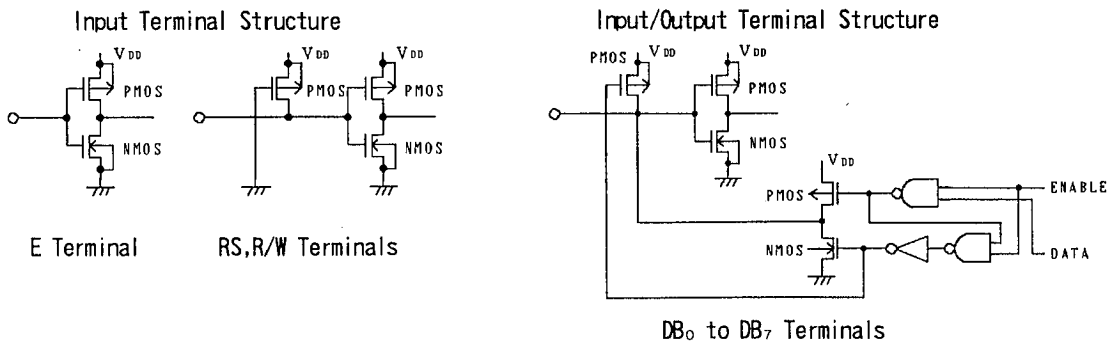 Input Terminal Structure
Input/Output Terminal Structure
VDD
PMOS
NMOS
E Terminal
VDD
PMOS
VDD
PMOS
NMOS
RS,R/W Terminals
PMOS
VDD
VDD
PMOS
NMOS
VDD
PMOS
NMOS
ENABLE
DATA
DB₀ to DB₇ Terminals